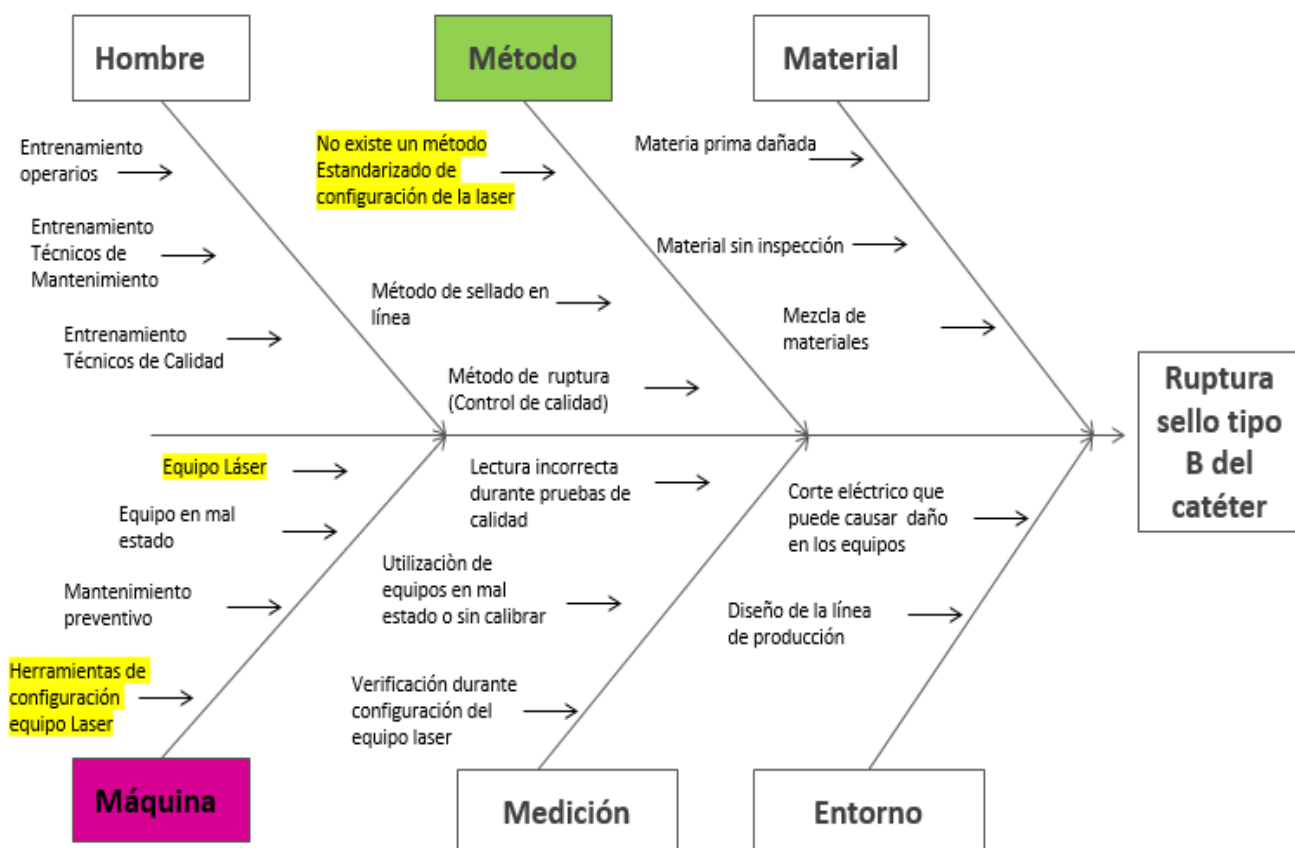 Hombre
Método
Material
Entrenamiento
operarios
Entrenamiento
Técnicos de
Mantenimiento
Entrenamiento
Técnicos de Calidad
No existe un método
Estandarizado de
configuración de la laser
Método de sellado en
línea
Método de ruptura
(Control de calidad)
Materia prima dañada
Material sin inspección
Mezcla de
materiales
Ruptura
sello tipo
B del
catéter
Equipo Láser
Equipo en mal
estado
Mantenimiento
preventivo
Herramientas de
configuración
equipo Laser
Lectura incorrecta
durante pruebas de
calidad
Utilizaciòn de
equipos en mal
estado o sin calibrar
Verificación durante
configuración del
equipo laser
Corte eléctrico que
puede causar daño
en los equipos
Diseño de la línea
de producción
Máquina
Medición
Entorno